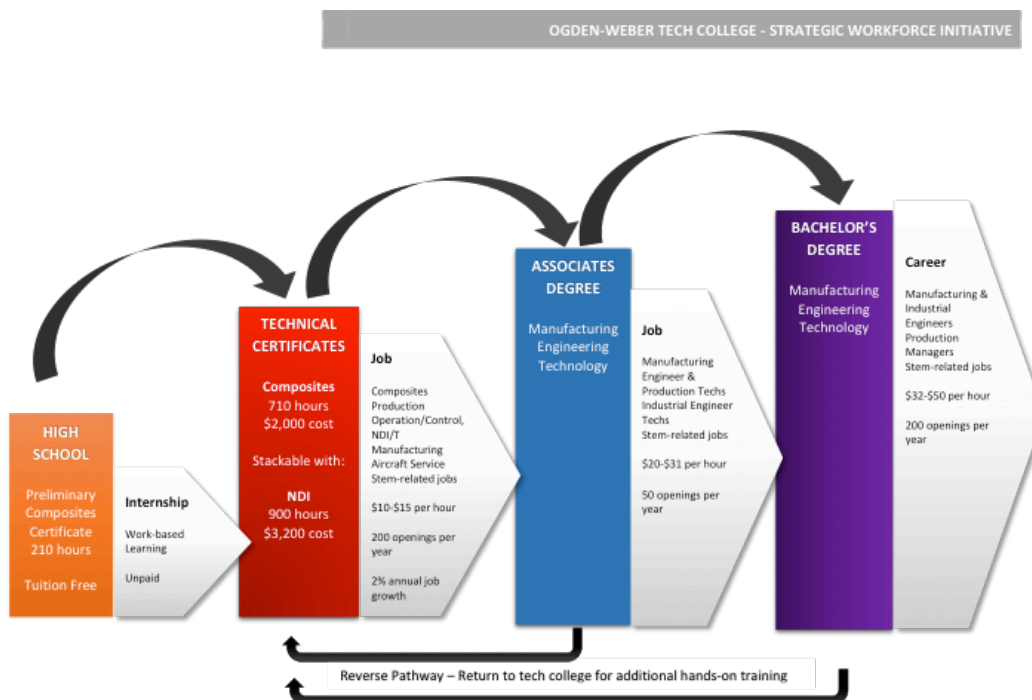 OGDEN-WEBER TECH COLLEGE - STRATEGIC WORKFORCE INITIATIVE
HIGH
SCHOOL
Preliminary
Composites
Certificate
210 hours
Tuition Free
Internship
Work-based
Learning
Unpaid
TECHNICAL
CERTIFICATES
Composites
710 hours
$2,000 cost
Stackable with:
NDI
900 hours
$3,200 cost
Job
Composites
Production
Operation/Control,
NDI/T
Manufacturing
Aircraft Service
Stem-related jobs
$10-$15 per hour
200 openings per
year
2% annual job
growth
ASSOCIATES
DEGREE
Manufacturing
Engineering
Technology
Job
Manufacturing
Engineer &
Production Techs
Industrial Engineer
Techs
Stem-related jobs
$20-$31 per hour
50 openings per
year
BACHELOR'S
DEGREE
Manufacturing
Engineering
Technology
Career
Manufacturing &
Industrial
Engineers
Production
Managers
Stem-related jobs
$32-$50 per hour
200 openings per
year
Reverse Pathway – Return to tech college for additional hands-on training